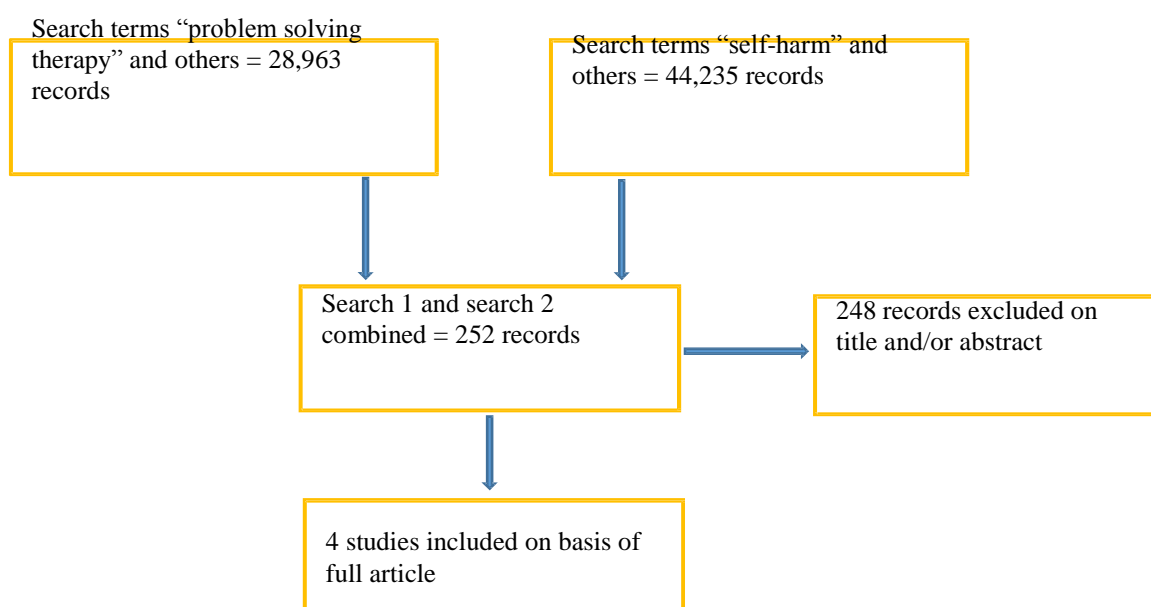 Search terms “problem solving
therapy” and others = 28,963
records
Search terms “self-harm” and
others = 44,235 records
Search 1 and search 2
combined = 252 records
248 records excluded on
title and/or abstract
4 studies included on basis of
full article